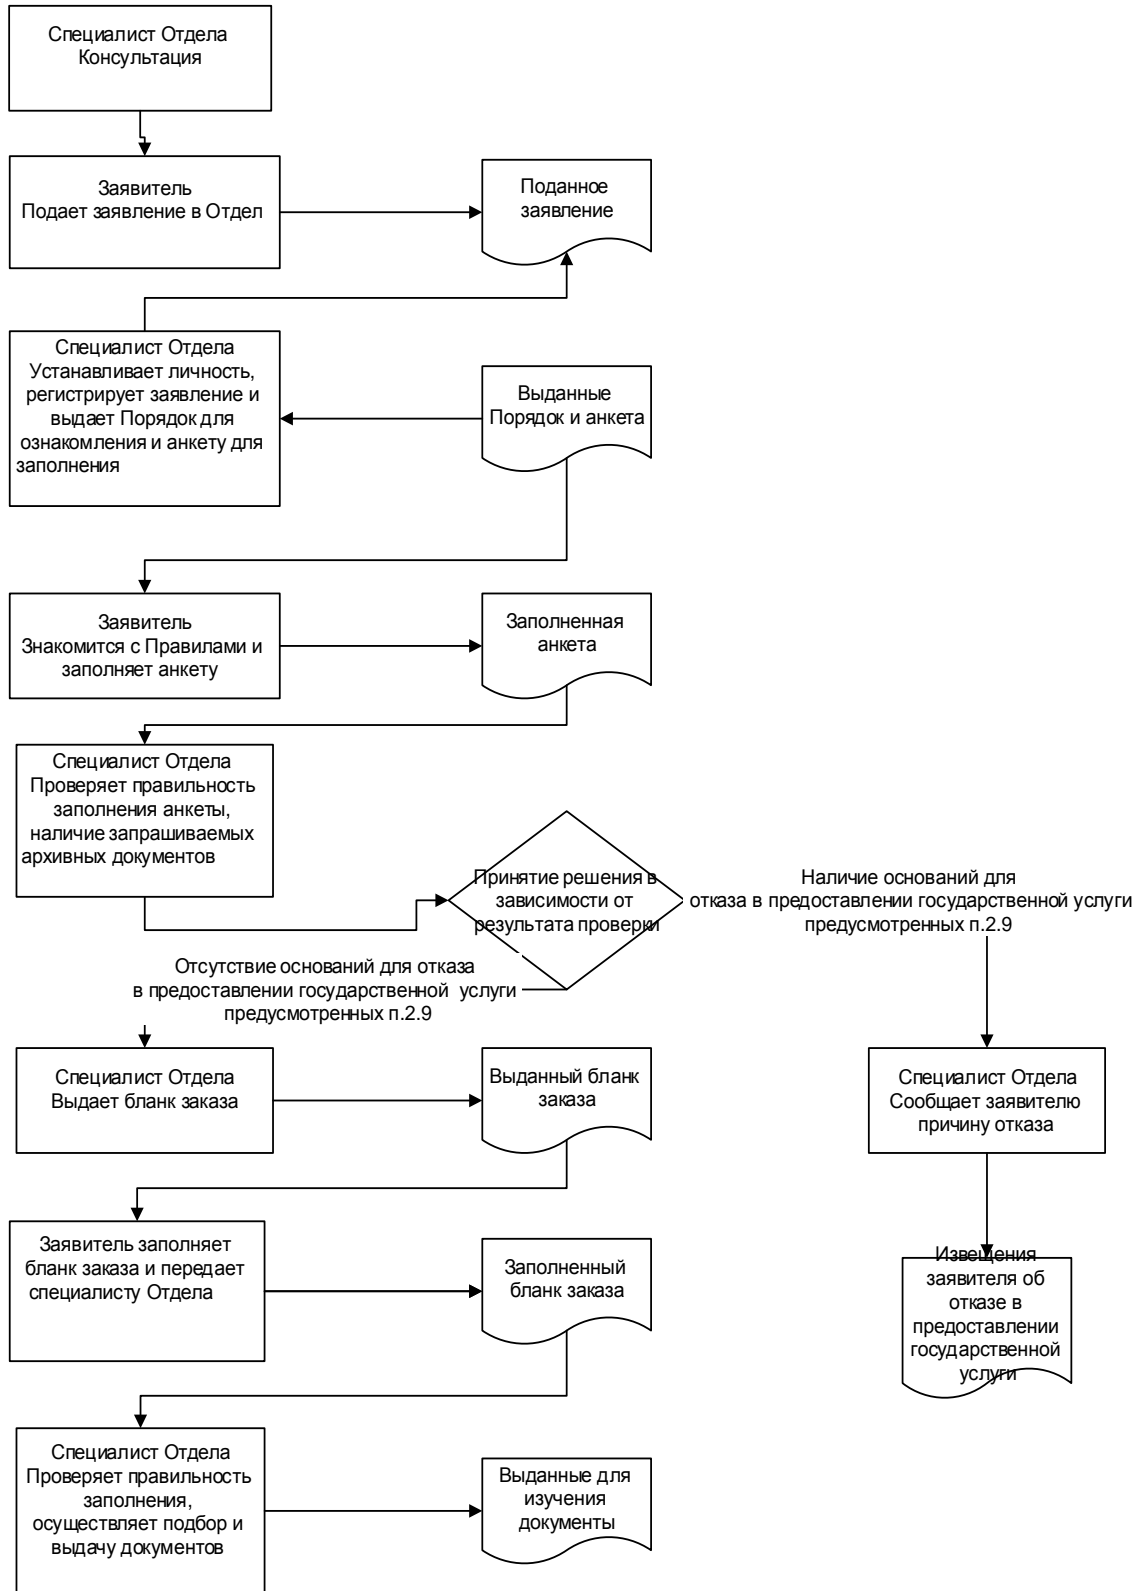 Специалист Отдела
Консультация
Заявитель
Подает заявление в Отдел
Поданное
заявление
Специалист Отдела
Устанавливает личность,
регистрирует заявление и
выдает Порядок для
ознакомления и анкету для
заполнения
Выданные
Порядок и анкета
Заявитель
Знакомится с Правилами и
заполняет анкету
Заполненная
анкета
Специалист Отдела
Проверяет правильность
заполнения анкеты,
наличие запрашиваемых
архивных документов
Принятие решения в
зависимости от
результата проверки
Наличие оснований для
отказа в предоставлении государственной услуги
предусмотренных п.2.9
Отсутствие оснований для отказа
в предоставлении государственной услуги
предусмотренных п.2.9
Специалист Отдела
Выдает бланк заказа
Выданный бланк
заказа
Специалист Отдела
Сообщает заявителю
причину отказа
Заявитель заполняет
бланк заказа и передает
специалисту Отдела
Заполненный
бланк заказа
Извещения
заявителя об
отказе в
предоставлении
государственной
услуги
Специалист Отдела
Проверяет правильность
заполнения,
осуществляет подбор и
выдачу документов
Выданные для
изучения
документы